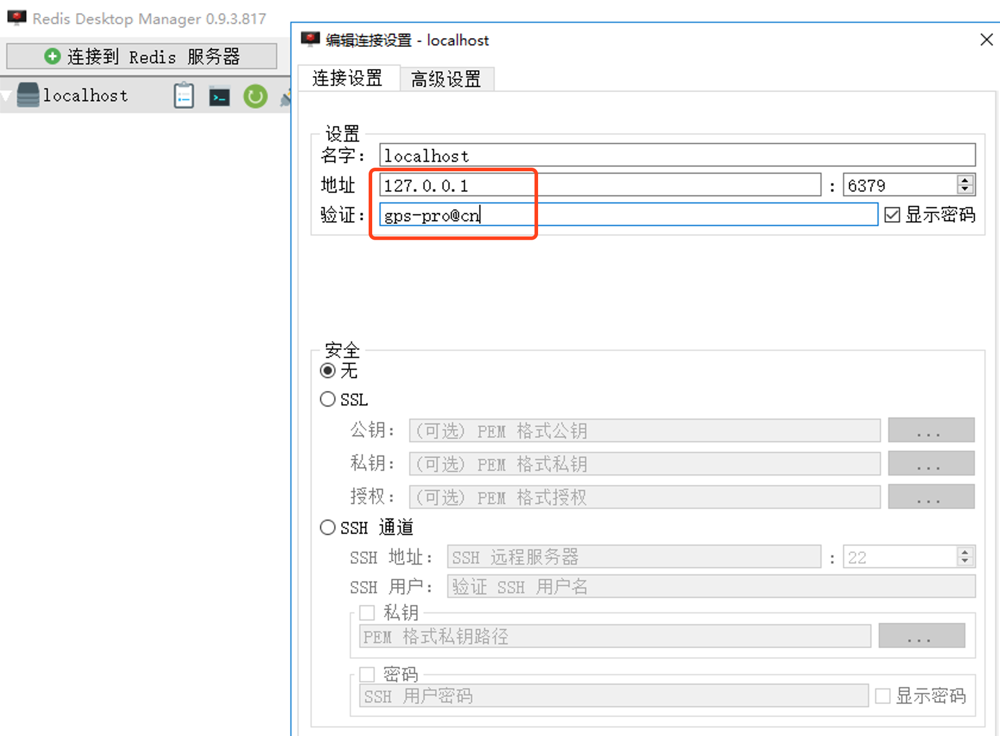 Redis Desktop Manager 0.9.3.817
连接到 Redis 服务器
localhost
编辑连接设置 - localhost
连接设置 高级设置
设置
名字: localhost
地址 127.0.0.1 : 6379
验证: gps-pro@cn 显示密码
安全
无
SSL
公钥: (可选) PEM 格式公钥 ...
私钥: (可选) PEM 格式私钥 ...
授权: (可选) PEM 格式授权 ...
SSH 通道
SSH 地址: SSH 远程服务器 : 22
SSH 用户: 验证 SSH 用户名
私钥
PEM 格式私钥路径 ...
密码
SSH 用户密码 显示密码